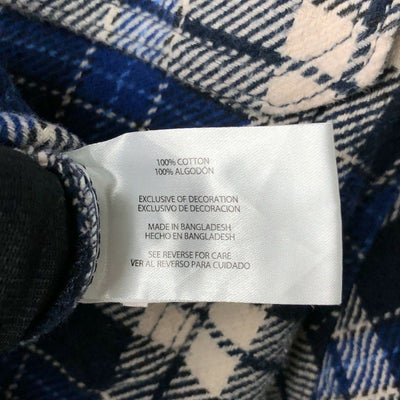 100% COTTON
100% ALGODÓN
EXCLUSIVE OF DECORATION
EXCLUSIVO DE DECORACION
MADE IN BANGLADESH
HECHO EN BANGLADESH
SEE REVERSE FOR CARE
VER AL REVERSO PARA CUIDADO